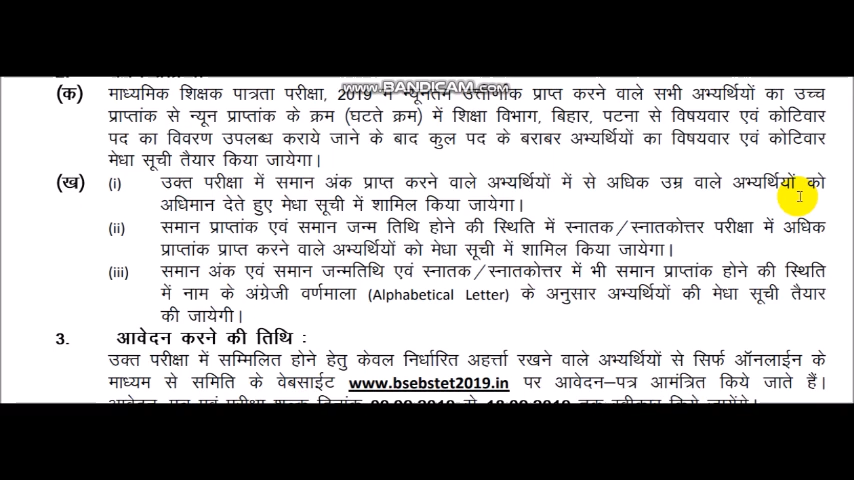 www.BANDICAM.com
(क) माध्यमिक शिक्षक पात्रता परीक्षा, 2019 में न्यूनतम उत्तीर्णांक प्राप्त करने वाले सभी अभ्यर्थियों का उच्च
प्राप्तांक से न्यून प्राप्तांक के क्रम (घटते क्रम) में शिक्षा विभाग, बिहार, पटना से विषयवार एवं कोटिवार
पद का विवरण उपलब्ध कराये जाने के बाद कुल पद के बराबर अभ्यर्थियों का विषयवार एवं कोटिवार
मेधा सूची तैयार किया जायेगा।
(ख) (i) उक्त परीक्षा में समान अंक प्राप्त करने वाले अभ्यर्थियों में से अधिक उम्र वाले अभ्यर्थियों को
अधिमान देते हुए मेधा सूची में शामिल किया जायेगा।
(ii) समान प्राप्तांक एवं समान जन्म तिथि होने की स्थिति में स्नातक/स्नातकोत्तर परीक्षा में अधिक
प्राप्तांक प्राप्त करने वाले अभ्यर्थियों को मेधा सूची में शामिल किया जायेगा।
(iii) समान अंक एवं समान जन्मतिथि एवं स्नातक/स्नातकोत्तर में भी समान प्राप्तांक होने की स्थिति
में नाम के अंग्रेजी वर्णमाला (Alphabetical Letter) के अनुसार अभ्यर्थियों की मेधा सूची तैयार
की जायेगी।
3. आवेदन करने की तिथि :
उक्त परीक्षा में सम्मिलित होने हेतु केवल निर्धारित अहर्त्ता रखने वाले अभ्यर्थियों से सिर्फ ऑनलाईन के
माध्यम से समिति के वेबसाईट www.bsebstet2019.in पर आवेदन–पत्र आमंत्रित किये जाते हैं।